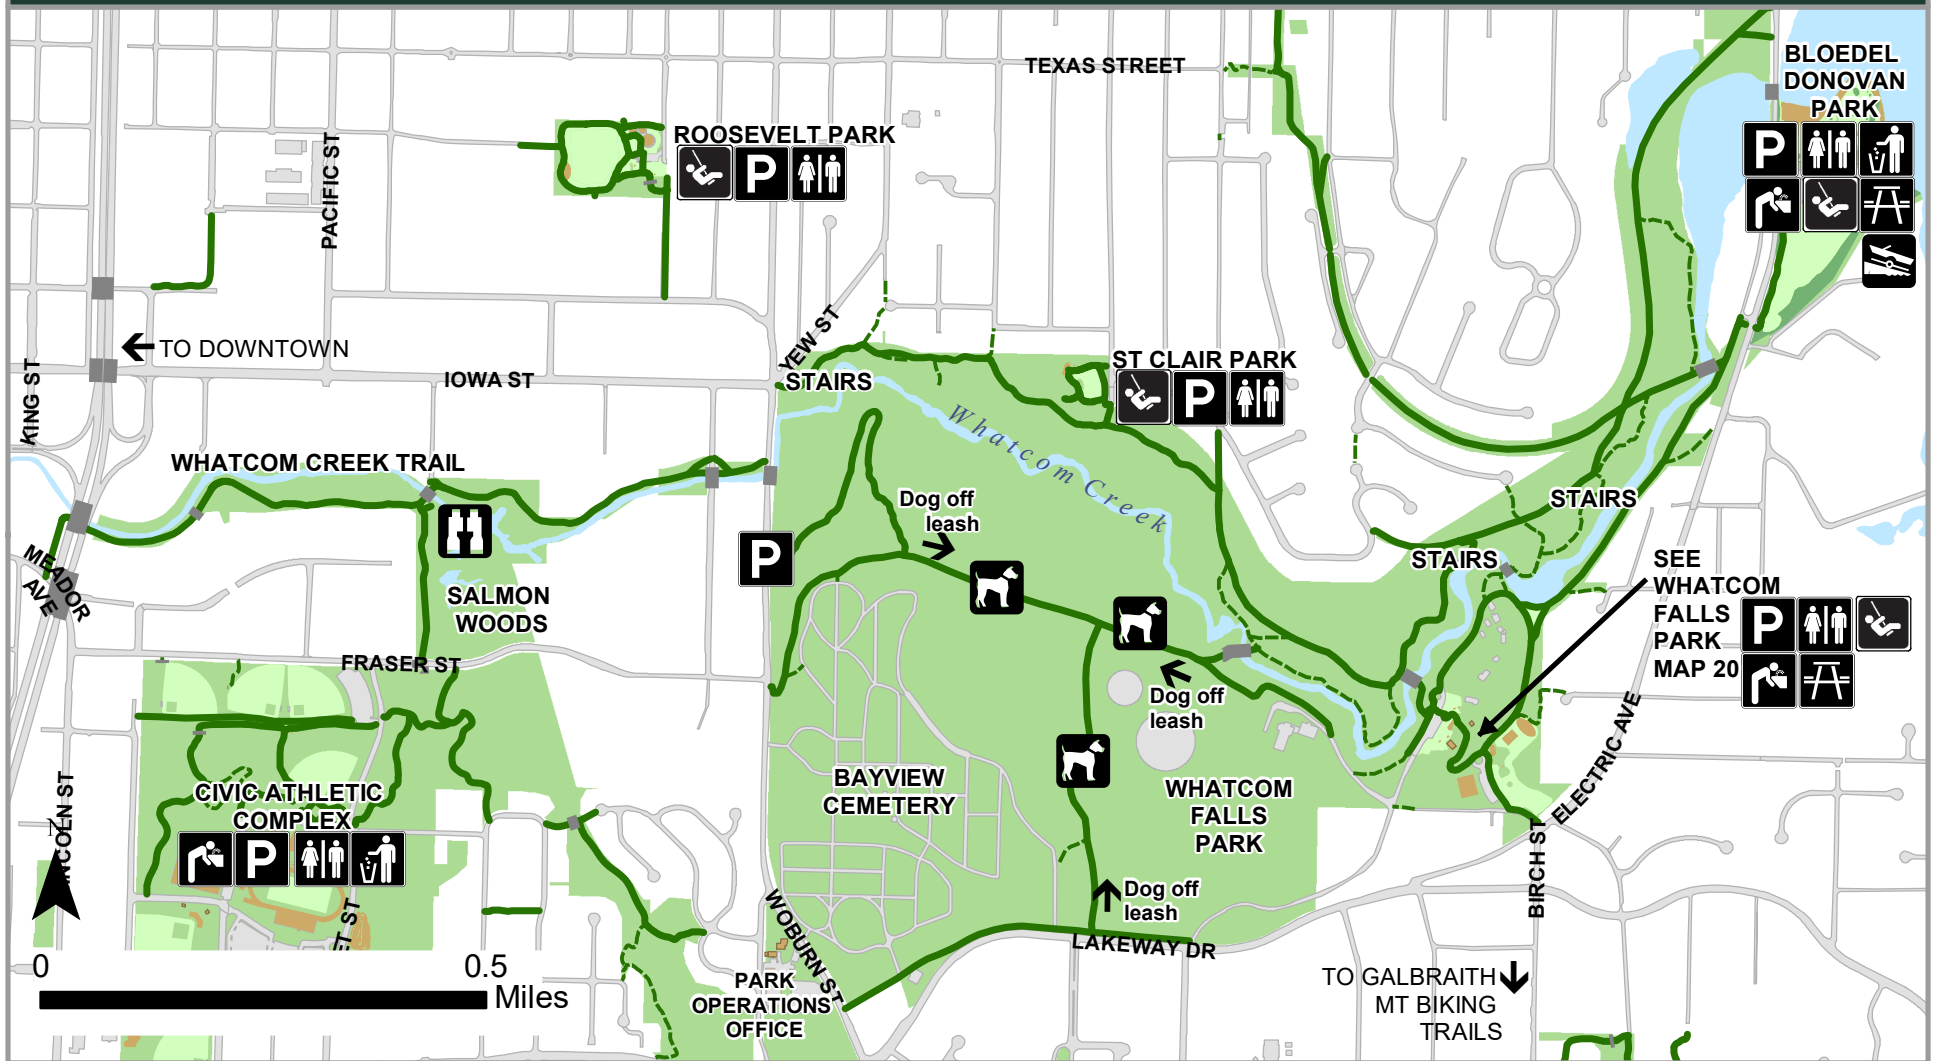 TEXAS STREET
BLOEDEL
DONOVAN
PARK
P
ROOSEVELT PARK
P
PACIFIC ST
TO DOWNTOWN
YEW ST
STAIRS
IOWA ST
KING ST
ST CLAIR PARK
P
Whatcom Creek
WHATCOM CREEK TRAIL
Dog off
leash
STAIRS
STAIRS
P
MEADOR
AVE
SALMON
WOODS
SEE
WHATCOM
FALLS
PARK
MAP 20
P
FRASER ST
Dog off
leash
ELECTRIC AVE
BAYVIEW
CEMETERY
WHATCOM
FALLS
PARK
CIVIC ATHLETIC
COMPLEX
P
LINCOLN ST
N
BIRCH ST
Dog off
leash
WOBURN ST
LAKEWAY DR
ET ST
PARK
OPERATIONS
OFFICE
TO GALBRAITH
MT BIKING
TRAILS
0 0.5
Miles